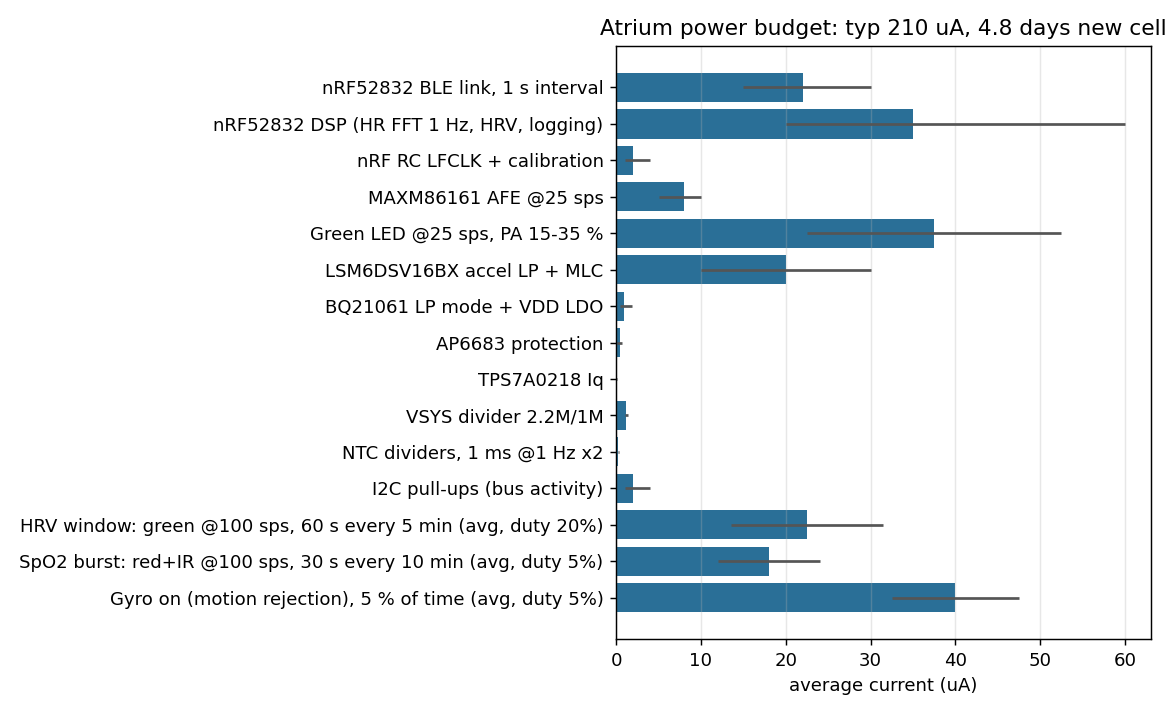 Atrium power budget: typ 210 uA, 4.8 days new cell
nRF52832 BLE link, 1 s interval
nRF52832 DSP (HR FFT 1 Hz, HRV, logging)
nRF RC LFCLK + calibration
MAXM86161 AFE @25 sps
Green LED @25 sps, PA 15-35 %
LSM6DSV16BX accel LP + MLC
BQ21061 LP mode + VDD LDO
AP6683 protection
TPS7A0218 Iq
VSYS divider 2.2M/1M
NTC dividers, 1 ms @1 Hz x2
I2C pull-ups (bus activity)
HRV window: green @100 sps, 60 s every 5 min (avg, duty 20%)
SpO2 burst: red+IR @100 sps, 30 s every 10 min (avg, duty 5%)
Gyro on (motion rejection), 5 % of time (avg, duty 5%)
0 10 20 30 40 50 60
average current (uA)